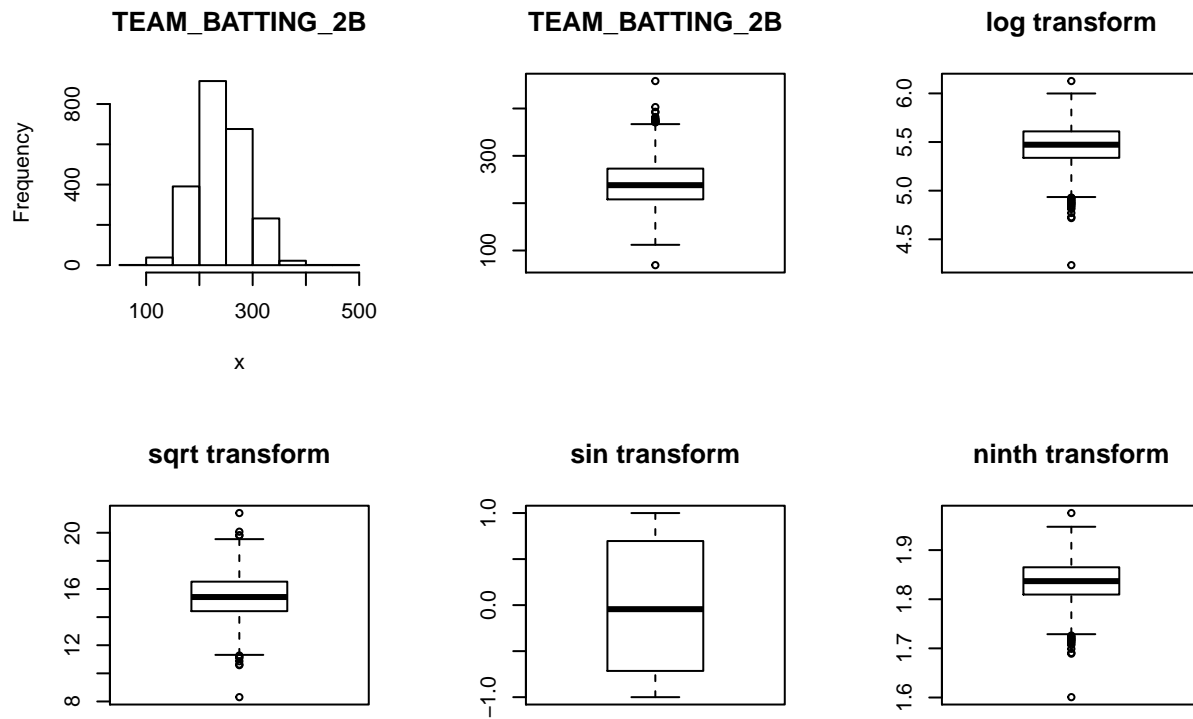 TEAM_BATTING_2B
Frequency
800
400
0
100
300
500
x
TEAM_BATTING_2B
300
100
log transform
6.0
5.5
5.0
4.5
sqrt transform
20
16
12
8
sin transform
1.0
0.0
−1.0
ninth transform
1.9
1.8
1.7
1.6